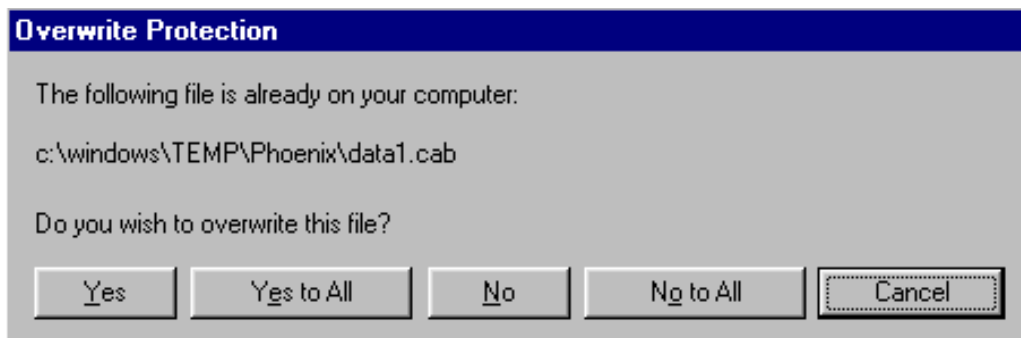 Overwrite Protection
The following file is already on your computer:
c:\windows\TEMP\Phoenix\data1.cab
Do you wish to overwrite this file?
Yes Yes to All No No to All Cancel